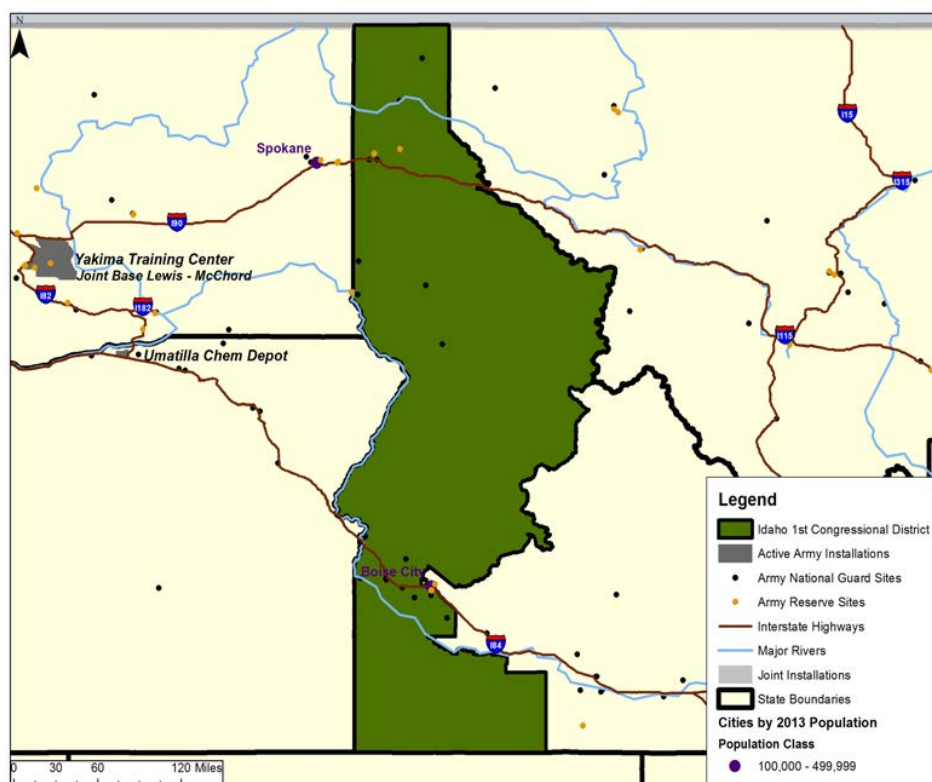 N
I15
Spokane
I315
I90
Yakima Training Center
Joint Base Lewis - McChord
I82
I182
I115
Umatilla Chem Depot
Boise City
I84
Legend
Idaho 1st Congressional District
Active Army Installations
Army National Guard Sites
Army Reserve Sites
Interstate Highways
Major Rivers
Joint Installations
State Boundaries
Cities by 2013 Population
Population Class
100,000 - 499,999
0 30 60 120 Miles